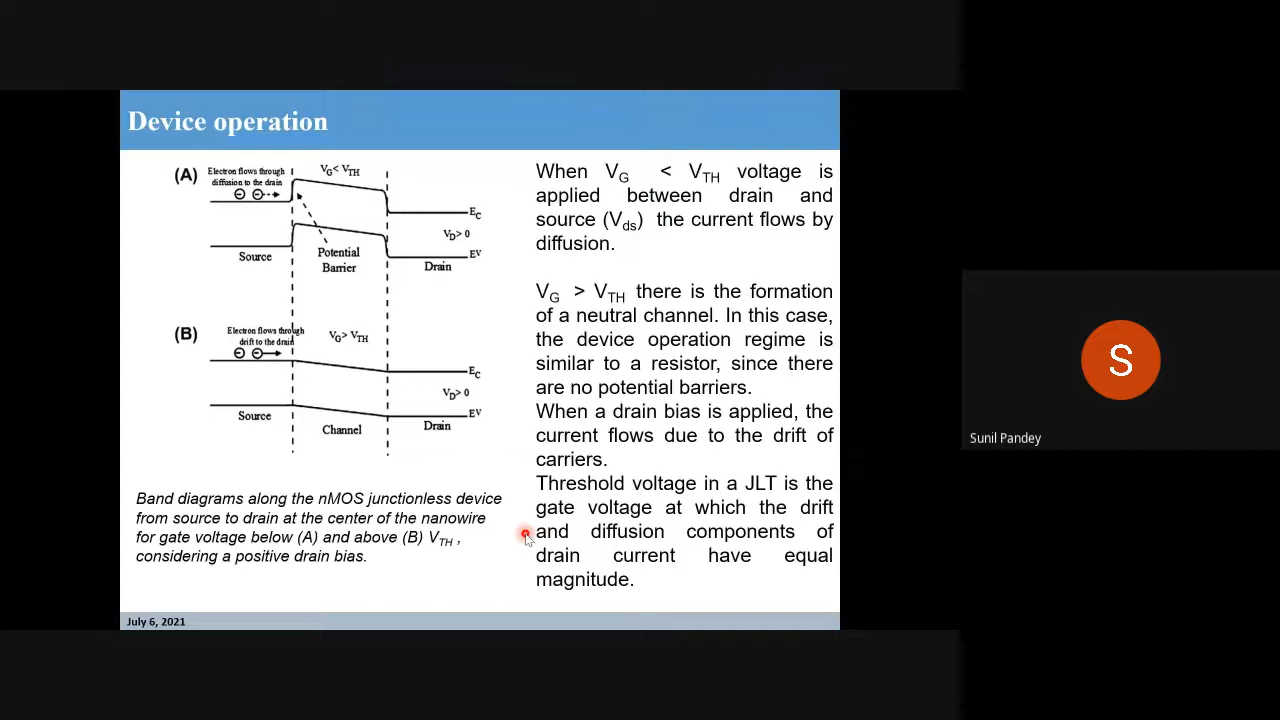 Device operation
(A)
Electron flows through
diffusion to the drain
VG< VTH
EC
VD> 0
EV
Source
Potential
Barrier
Drain
(B)
Electron flows through
drift to the drain
VG> VTH
EC
VD> 0
EV
Source
Channel
Drain
Band diagrams along the nMOS junctionless device
from source to drain at the center of the nanowire
for gate voltage below (A) and above (B) VTH ,
considering a positive drain bias.
When VG < VTH voltage is
applied between drain and
source (Vds) the current flows by
diffusion.
VG > VTH there is the formation
of a neutral channel. In this case,
the device operation regime is
similar to a resistor, since there
are no potential barriers.
When a drain bias is applied, the
current flows due to the drift of
carriers.
Threshold voltage in a JLT is the
gate voltage at which the drift
and diffusion components of
drain current have equal
magnitude.
July 6, 2021
S
Sunil Pandey